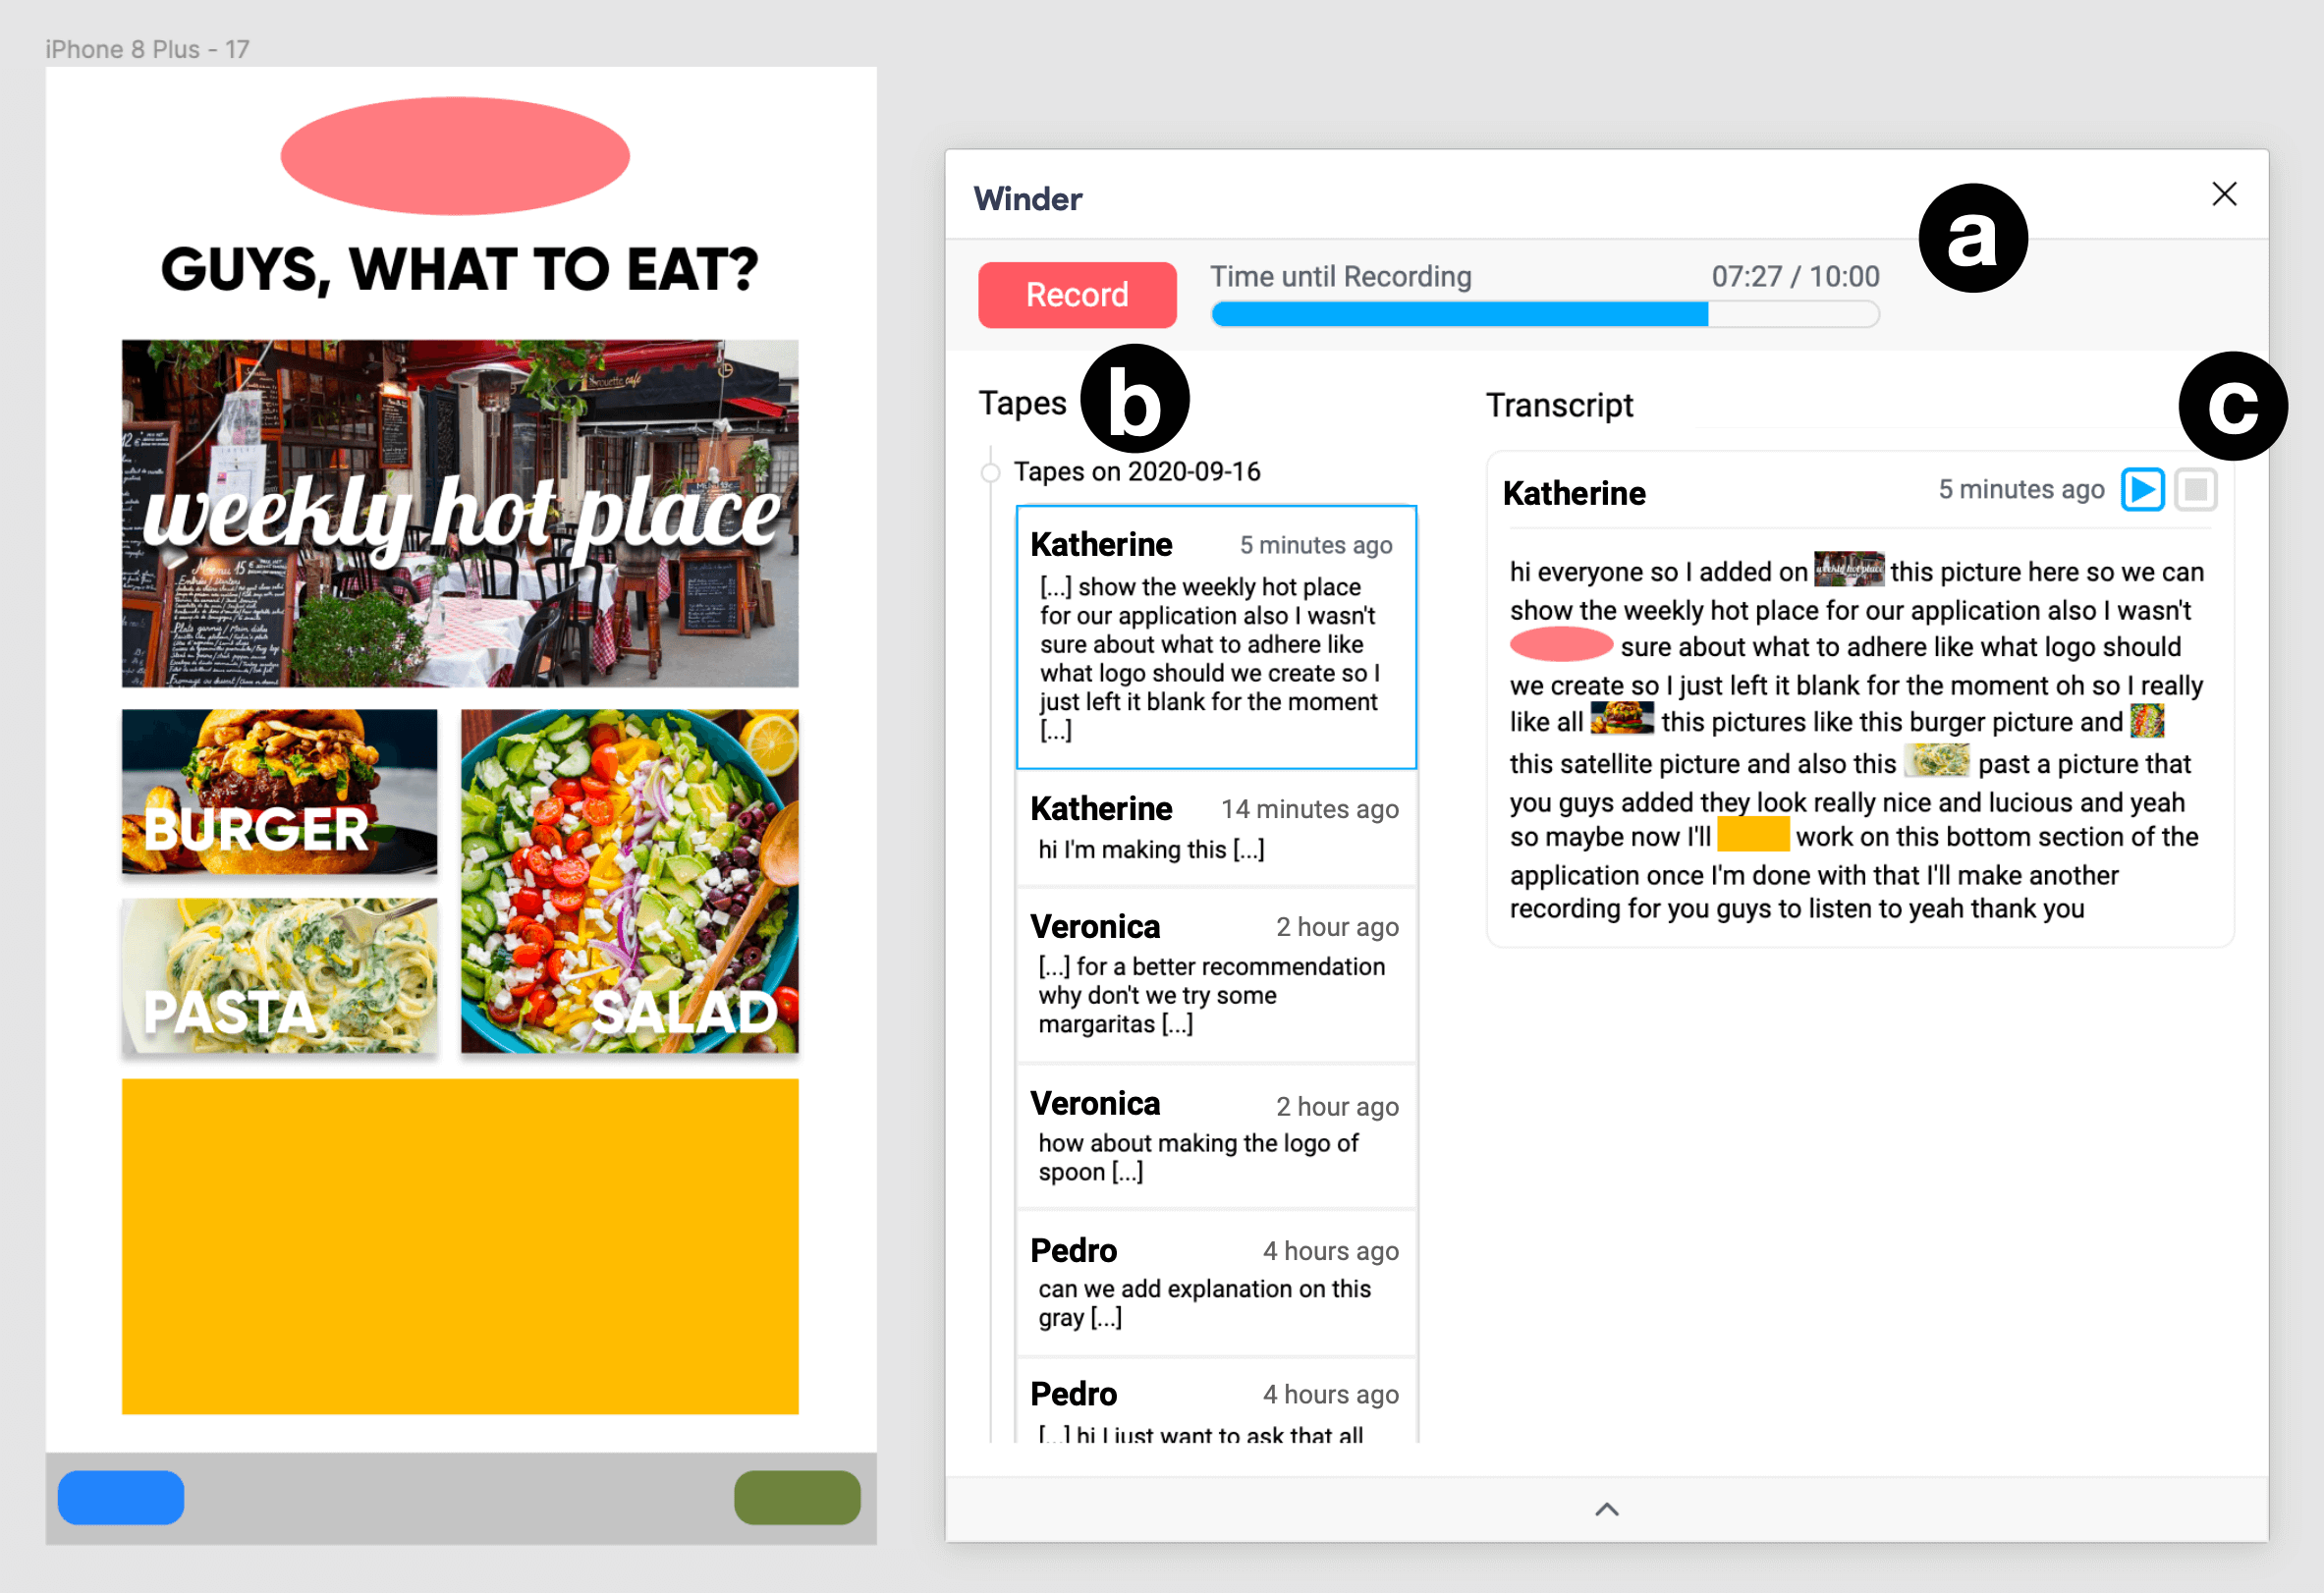 iPhone 8 Plus - 17
GUYS, WHAT TO EAT?
weekly hot place
BURGER
PASTA
SALAD
Winder
a
Record
Time until Recording
07:27 / 10:00
Tapes
b
Tapes on 2020-09-16
Katherine
5 minutes ago
[...] show the weekly hot place
for our application also I wasn't
sure about what to adhere like
what logo should we create so I
just left it blank for the moment
[...]
Katherine
14 minutes ago
hi I'm making this [...]
Veronica
2 hour ago
[...] for a better recommendation
why don't we try some
margaritas [...]
Veronica
2 hour ago
how about making the logo of
spoon [...]
Pedro
4 hours ago
can we add explanation on this
gray [...]
Pedro
4 hours ago
[...] hi I just want to ask that all
Transcript
c
Katherine
5 minutes ago
hi everyone so I added on weekly hot place this picture here so we can
show the weekly hot place for our application also I wasn't
sure about what to adhere like what logo should
we create so I just left it blank for the moment oh so I really
like all this pictures like this burger picture and
this satellite picture and also this past a picture that
you guys added they look really nice and lucious and yeah
so maybe now I'll work on this bottom section of the
application once I'm done with that I'll make another
recording for you guys to listen to yeah thank you